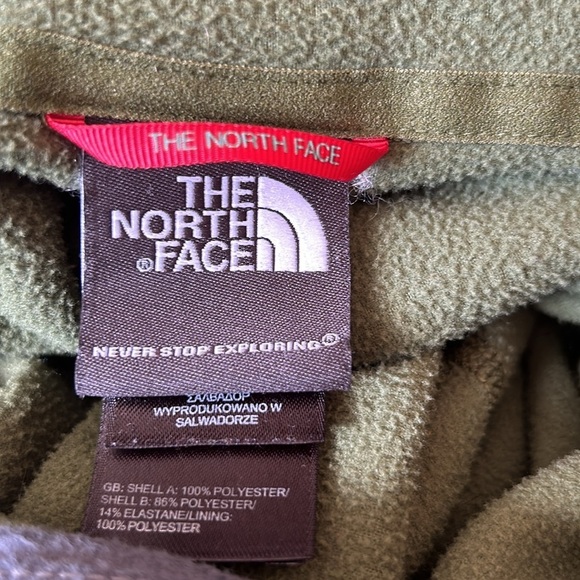 THE NORTH FACE
THE
NORTH
®FACE
NEVER STOP EXPLORING®
ΣΑΛΒΑΔΟΡ
WYPRODUKOWANO W
SALWADORZE
GB: SHELL A: 100% POLYESTER/
SHELL B: 86% POLYESTER/
14% ELASTANE/LINING:
100% POLYESTER